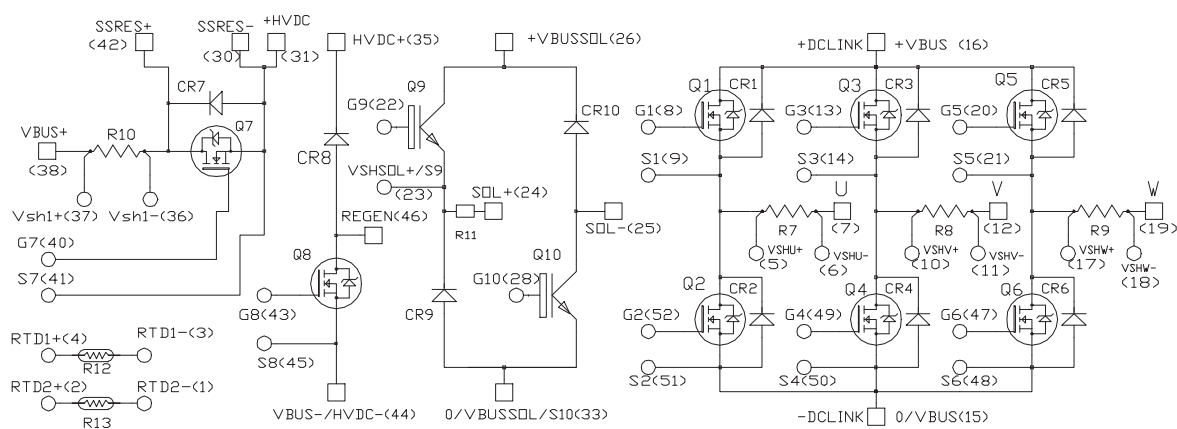 SSRES+
(42)
SSRES-
(30)
+HVDC
(31)
CR7
Q7
VBUS+
(38)
R10
Vsh1+(37)
Vsh1-(36)
G7(40)
S7(41)
RTD1+(4)
RTD1-(3)
R12
RTD2+(2)
RTD2-(1)
R13
HVDC+(35)
CR8
REGEN(46)
Q8
G8(43)
S8(45)
VBUS-/HVDC-(44)
+VBUSSOL(26)
Q9
G9(22)
VSHSOL+/S9
(23)
SOL+(24)
R11
CR10
SOL-(25)
Q10
G10(28)
CR9
0/VBUSSOL/S10(33)
+DCLINK
+VBUS (16)
Q1
CR1
G1(8)
S1(9)
Q3
CR3
G3(13)
S3(14)
Q5
CR5
G5(20)
S5(21)
U
R7
(7)
VSHU+
(5)
VSHU-
(6)
V
R8
(12)
VSHV+
(10)
VSHV-
(11)
W
R9
(19)
VSHW+
(17)
VSHW-
(18)
Q2
CR2
G2(52)
S2(51)
Q4
CR4
G4(49)
S4(50)
Q6
CR6
G6(47)
S6(48)
-DCLINK
0/VBUS(15)